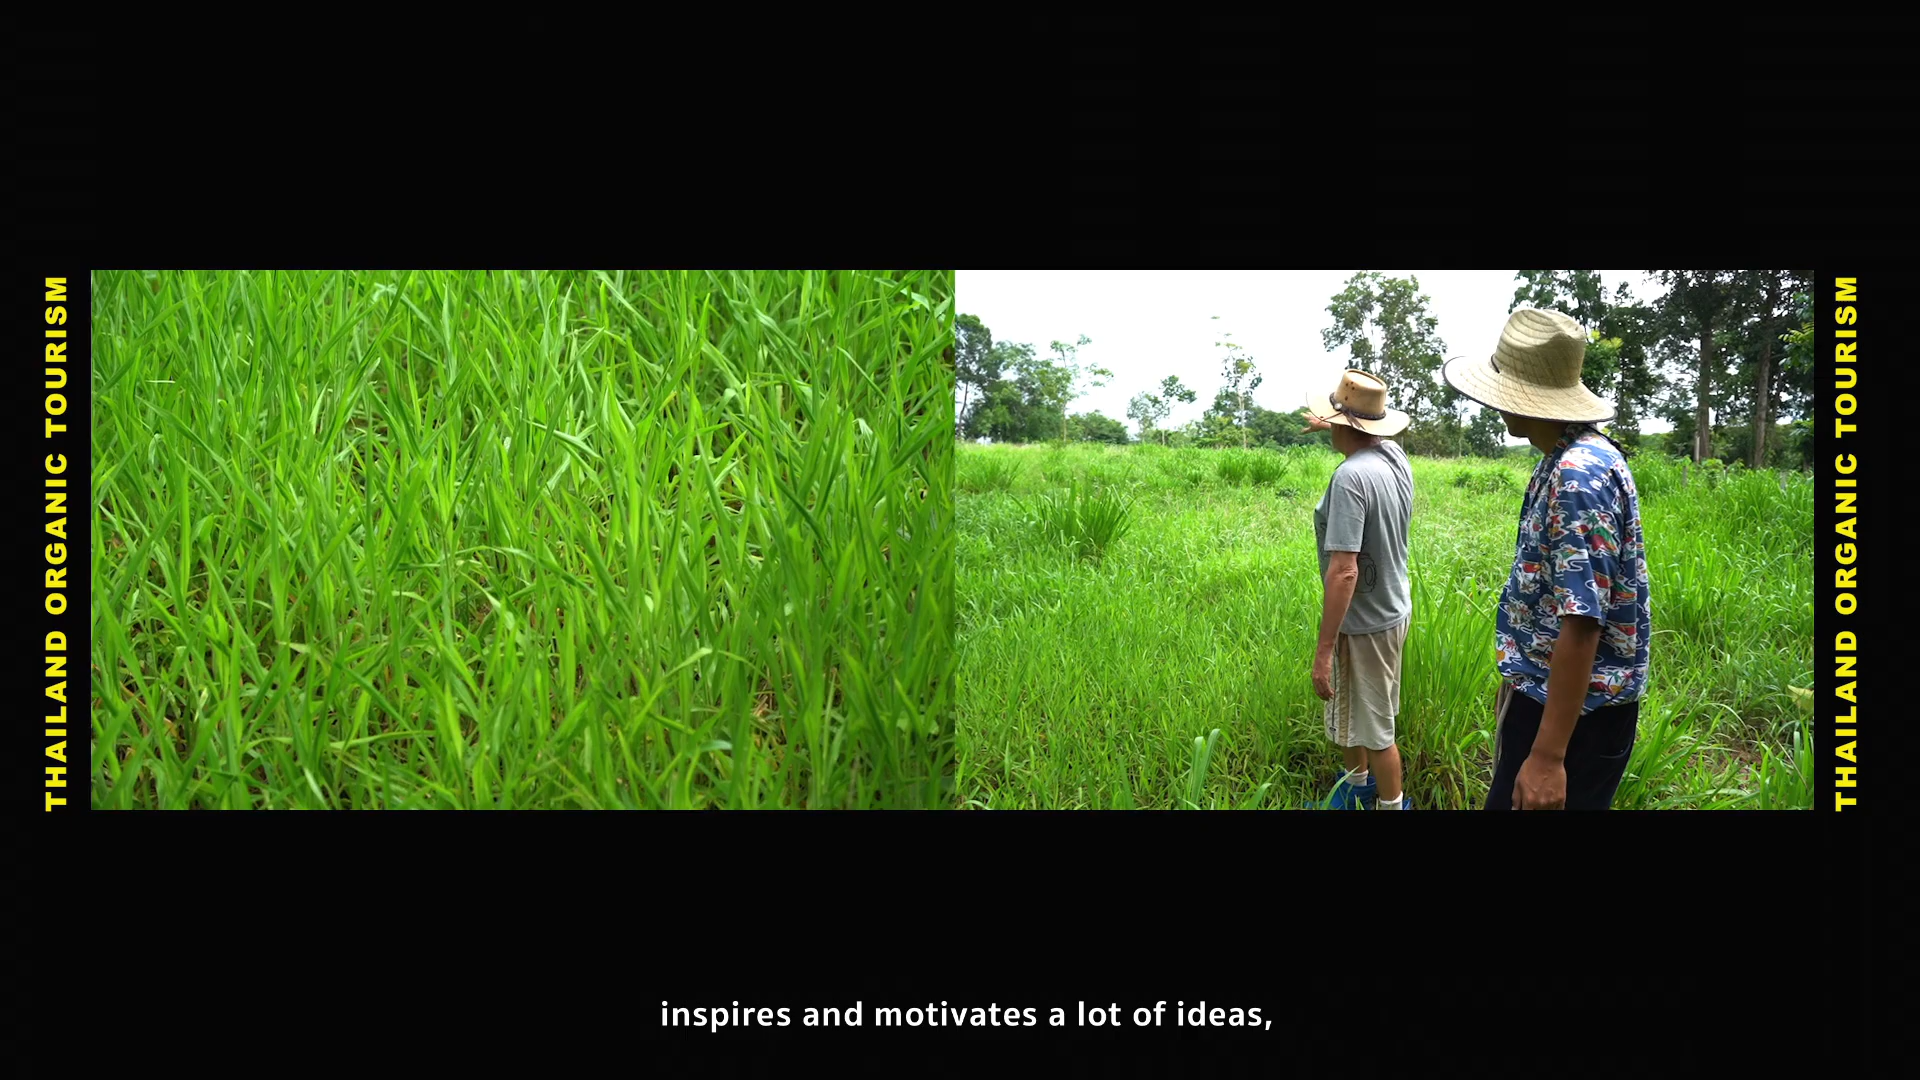 THAILAND ORGANIC TOURISM
THAILAND ORGANIC TOURISM
inspires and motivates a lot of ideas,